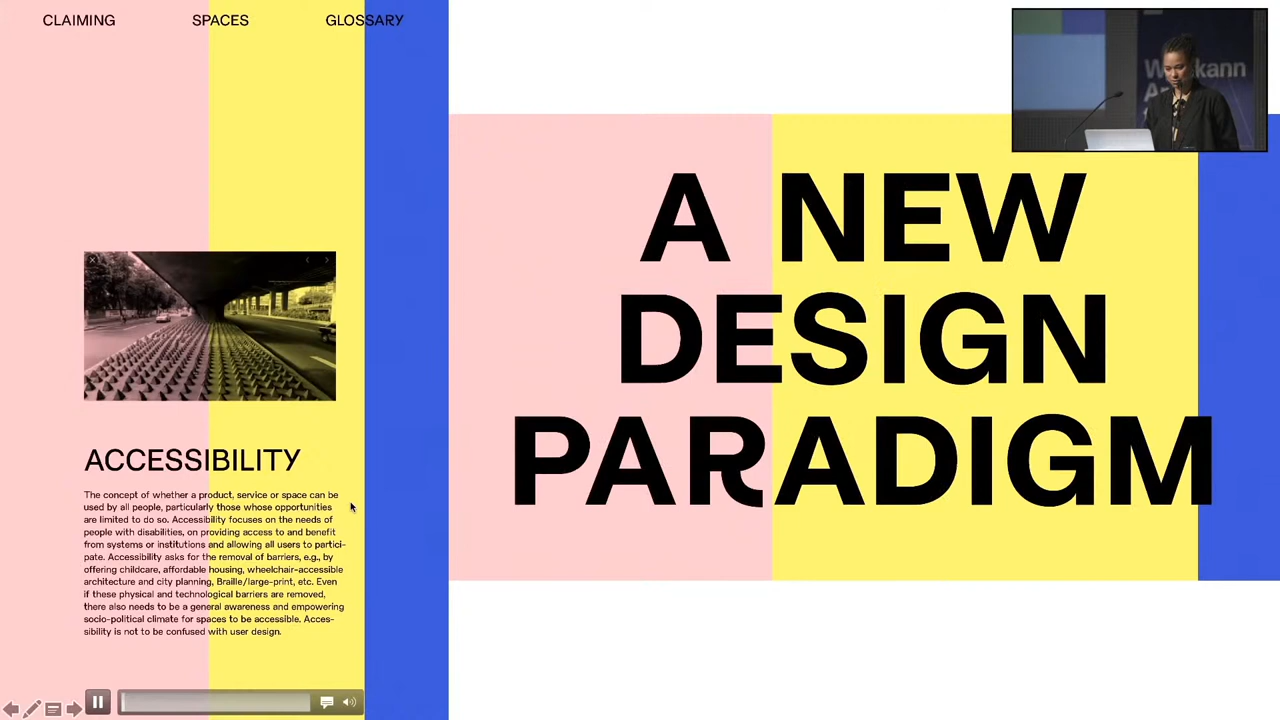 CLAIMING SPACES GLOSSARY
ACCESSIBILITY
The concept of whether a product, service or space can be
used by all people, particularly those whose opportunities
are limited to do so. Accessibility focuses on the needs of
people with disabilities, on providing access to and benefit
from systems or institutions and allowing all users to partici-
pate. Accessibility asks for the removal of barriers, e.g., by
offering childcare, affordable housing, wheelchair-accessible
architecture and city planning, Braille/large-print, etc. Even
if these physical and technological barriers are removed,
there also needs to be a general awareness and empowering
socio-political climate for spaces to be accessible. Acces-
sibility is not to be confused with user design.
A NEW
DESIGN
PARADIGM